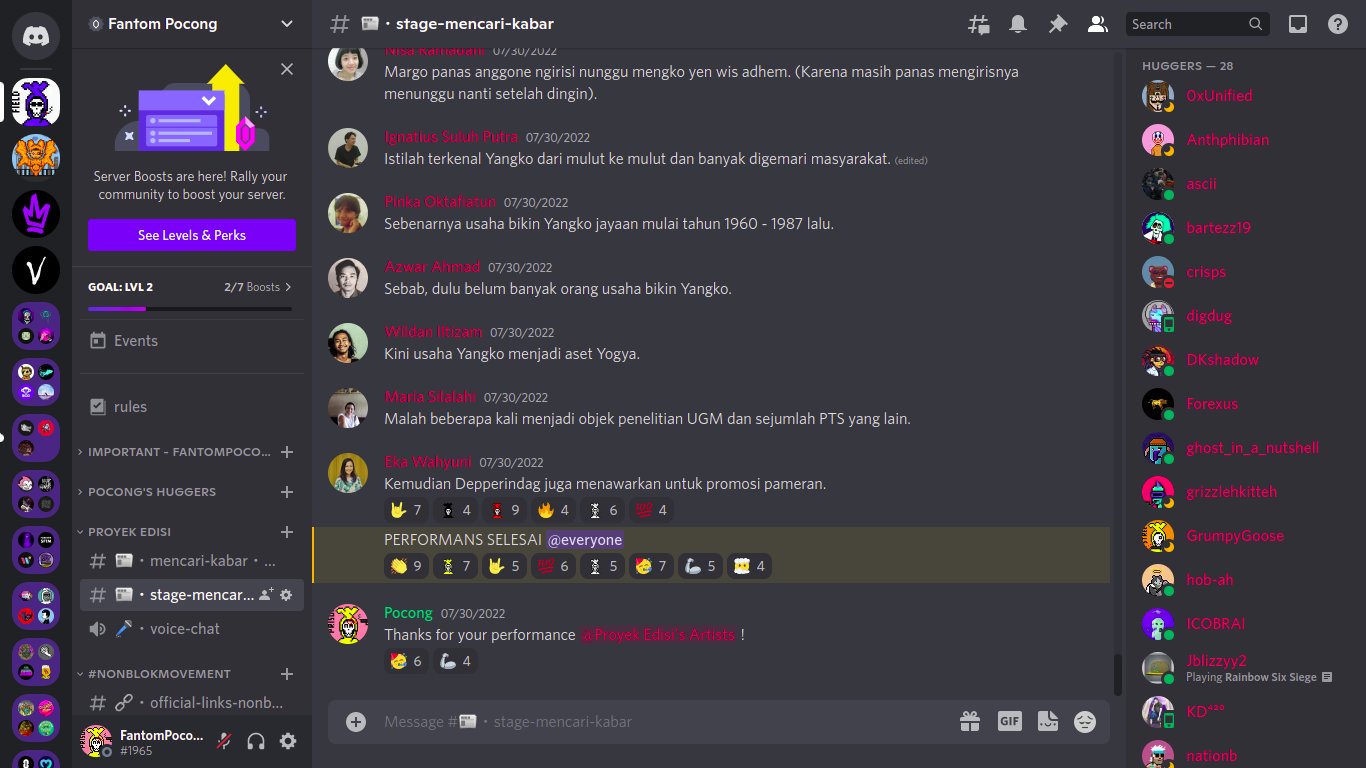 Fantom Pocong
Server Boosts are here! Rally your
community to boost your server.
See Levels & Perks
GOAL: LVL 2
2/7 Boosts
Events
rules
IMPORTANT - FANTOMPOCO...
POCONG'S HUGGERS
PROYEK EDISI
mencari-kabar · ...
stage-mencar...
voice-chat
#NONBLOKMOVEMENT
official-links-nonb...
FantomPoco...
#1965
· stage-mencari-kabar
Search
Nisa Ramadani 07/30/2022
Margo panas anggone ngirisi nunggu mengko yen wis adhem. (Karena masih panas mengirisnya
menunggu nanti setelah dingin).
Ignatius Suluh Putra 07/30/2022
Istilah terkenal Yangko dari mulut ke mulut dan banyak digemari masyarakat. (edited)
Pinka Oktafiatun 07/30/2022
Sebenarnya usaha bikin Yangko jayaan mulai tahun 1960 - 1987 lalu.
Azwar Ahmad 07/30/2022
Sebab, dulu belum banyak orang usaha bikin Yangko.
Wildan Iltizam 07/30/2022
Kini usaha Yangko menjadi aset Yogya.
Maria Silalahi 07/30/2022
Malah beberapa kali menjadi objek penelitian UGM dan sejumlah PTS yang lain.
Eka Wahyuni 07/30/2022
Kemudian Depperindag juga menawarkan untuk promosi pameran.
7 4 9 4 6 4
PERFORMANS SELESAI @everyone
9 7 5 6 5 7 5 4
Pocong 07/30/2022
Thanks for your performance @Proyek Edisi's Artists !
6 4
Message # · stage-mencari-kabar
GIF
HUGGERS — 28
0xUnified
Anthphibian
ascii
bartezz19
crisps
digdug
DKshadow
Forexus
ghost_in_a_nutshell
grizzlehkitteh
GrumpyGoose
hob-ah
ICOBRAI
Jblizzyy2
Playing Rainbow Six Siege
KD⁴²⁰
nationb